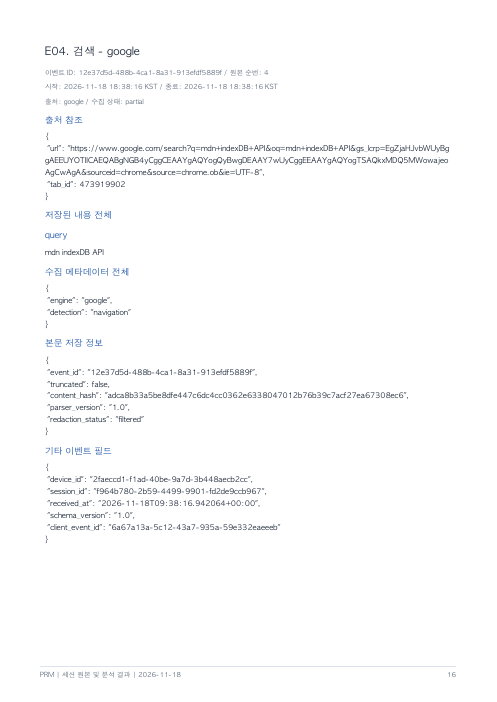 E04. 검색 - google
이벤트 ID: 12e37d5d-488b-4ca1-8a31-913efdf5889f / 원본 순번: 4
시작: 2026-11-18 18:38:16 KST / 종료: 2026-11-18 18:38:16 KST
출처: google / 수집 상태: partial
출처 참조
{
"url": "https://www.google.com/search?q=mdn+indexDB+API&oq=mdn+indexDB+API&gs_lcrp=EgZjaHJvbWUyBg
gAEEUYOTIICAEQABgNGB4yCggCEAAYgAQYogQyBwgDEAAY7wUyCggEEAAYgAQYogTSAQkxMDQ5MWowajeo
AgCwAgA&sourceid=chrome&source=chrome.ob&ie=UTF-8",
"tab_id": 473919902
}
저장된 내용 전체
query
mdn indexDB API
수집 메타데이터 전체
{
"engine": "google",
"detection": "navigation"
}
본문 저장 정보
{
"event_id": "12e37d5d-488b-4ca1-8a31-913efdf5889f",
"truncated": false,
"content_hash": "adca8b33a5be8dfe447c6dc4cc0362e6338047012b76b39c7acf27ea67308ec6",
"parser_version": "1.0",
"redaction_status": "filtered"
}
기타 이벤트 필드
{
"device_id": "2faeccd1-f1ad-40be-9a7d-3b448aecb2cc",
"session_id": "f964b780-2b59-4499-9901-fd2de9ccb967",
"received_at": "2026-11-18T09:38:16.942064+00:00",
"schema_version": "1.0",
"client_event_id": "6a67a13a-5c12-43a7-935a-59e332eaeeeb"
}
PRM | 세션 원본 및 분석 결과 | 2026-11-18
16